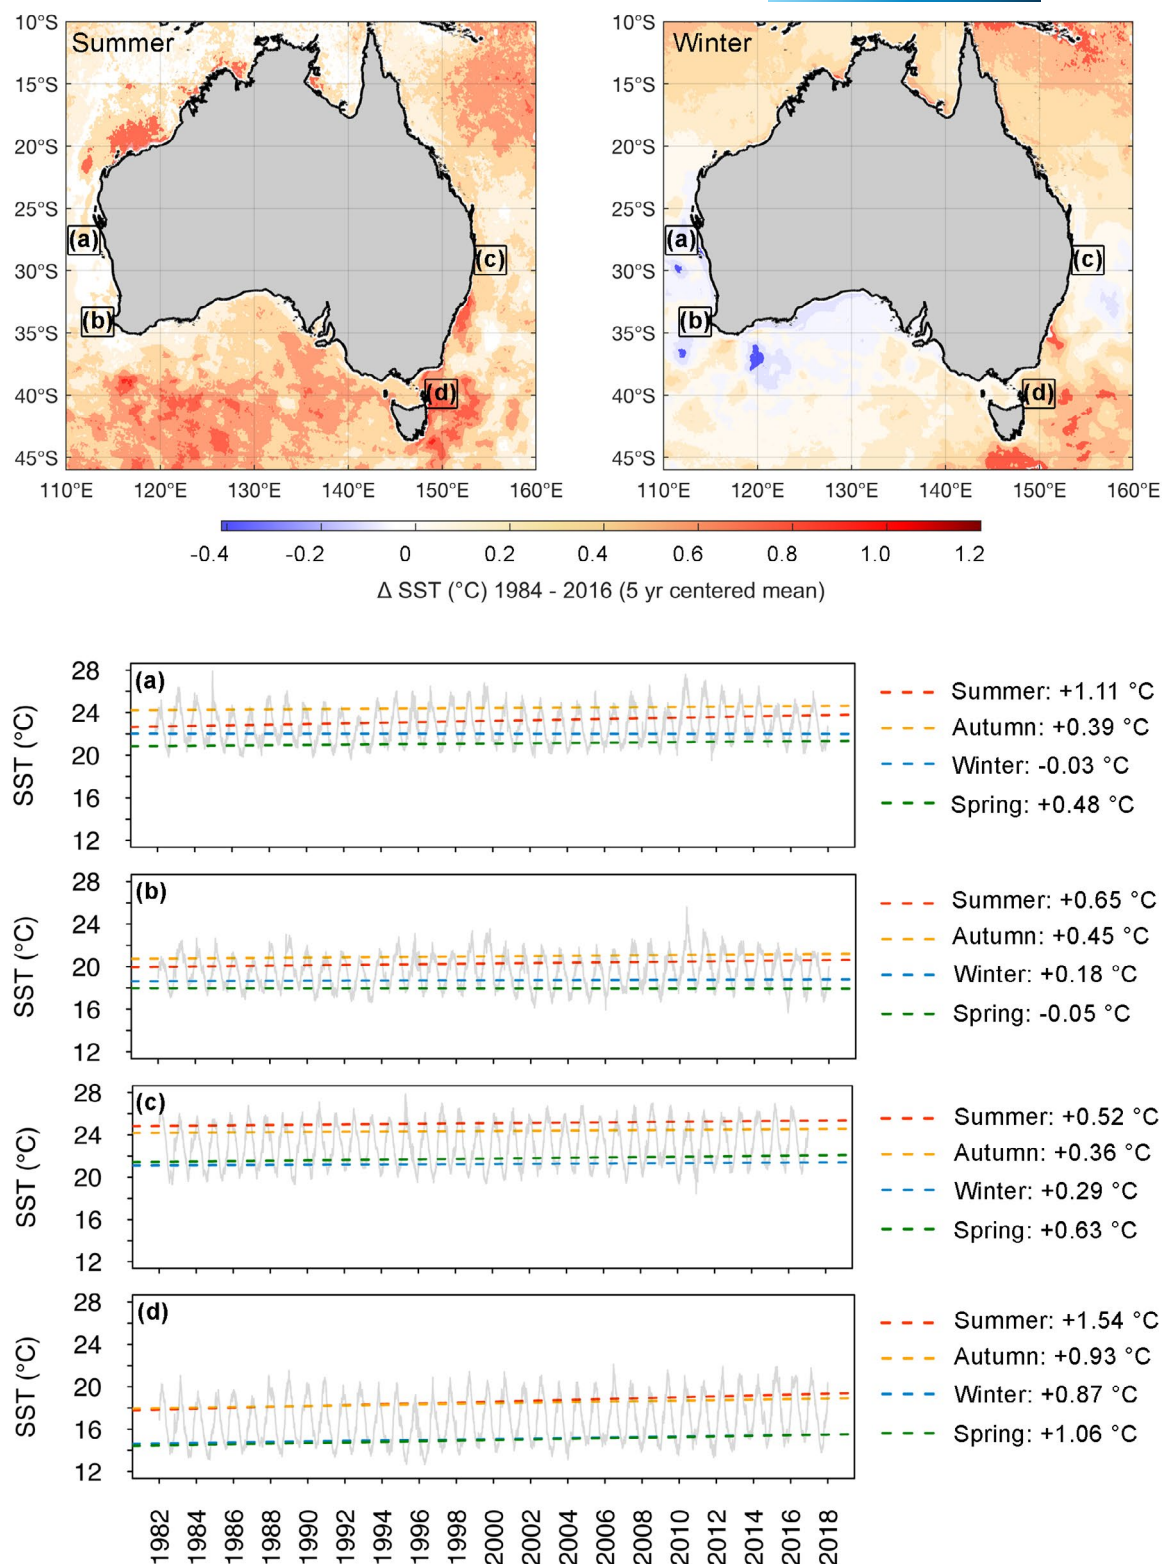 Summer
Winter
10°S
15°S
20°S
25°S
30°S
35°S
40°S
45°S
(a)
(b)
(c)
(d)
110°E
120°E
130°E
140°E
150°E
160°E
10°S
15°S
20°S
25°S
30°S
35°S
40°S
45°S
(a)
(b)
(c)
(d)
110°E
120°E
130°E
140°E
150°E
160°E
-0.4 -0.2 0 0.2 0.4 0.6 0.8 1.0 1.2
Δ SST (°C) 1984 - 2016 (5 yr centered mean)
(a)
SST (°C)
28
24
20
16
12
Summer: +1.11 °C
Autumn: +0.39 °C
Winter: -0.03 °C
Spring: +0.48 °C
(b)
SST (°C)
28
24
20
16
12
Summer: +0.65 °C
Autumn: +0.45 °C
Winter: +0.18 °C
Spring: -0.05 °C
(c)
SST (°C)
28
24
20
16
12
Summer: +0.52 °C
Autumn: +0.36 °C
Winter: +0.29 °C
Spring: +0.63 °C
(d)
SST (°C)
28
24
20
16
12
Summer: +1.54 °C
Autumn: +0.93 °C
Winter: +0.87 °C
Spring: +1.06 °C
1982 1984 1986 1988 1990 1992 1994 1996 1998 2000 2002 2004 2006 2008 2010 2012 2014 2016 2018